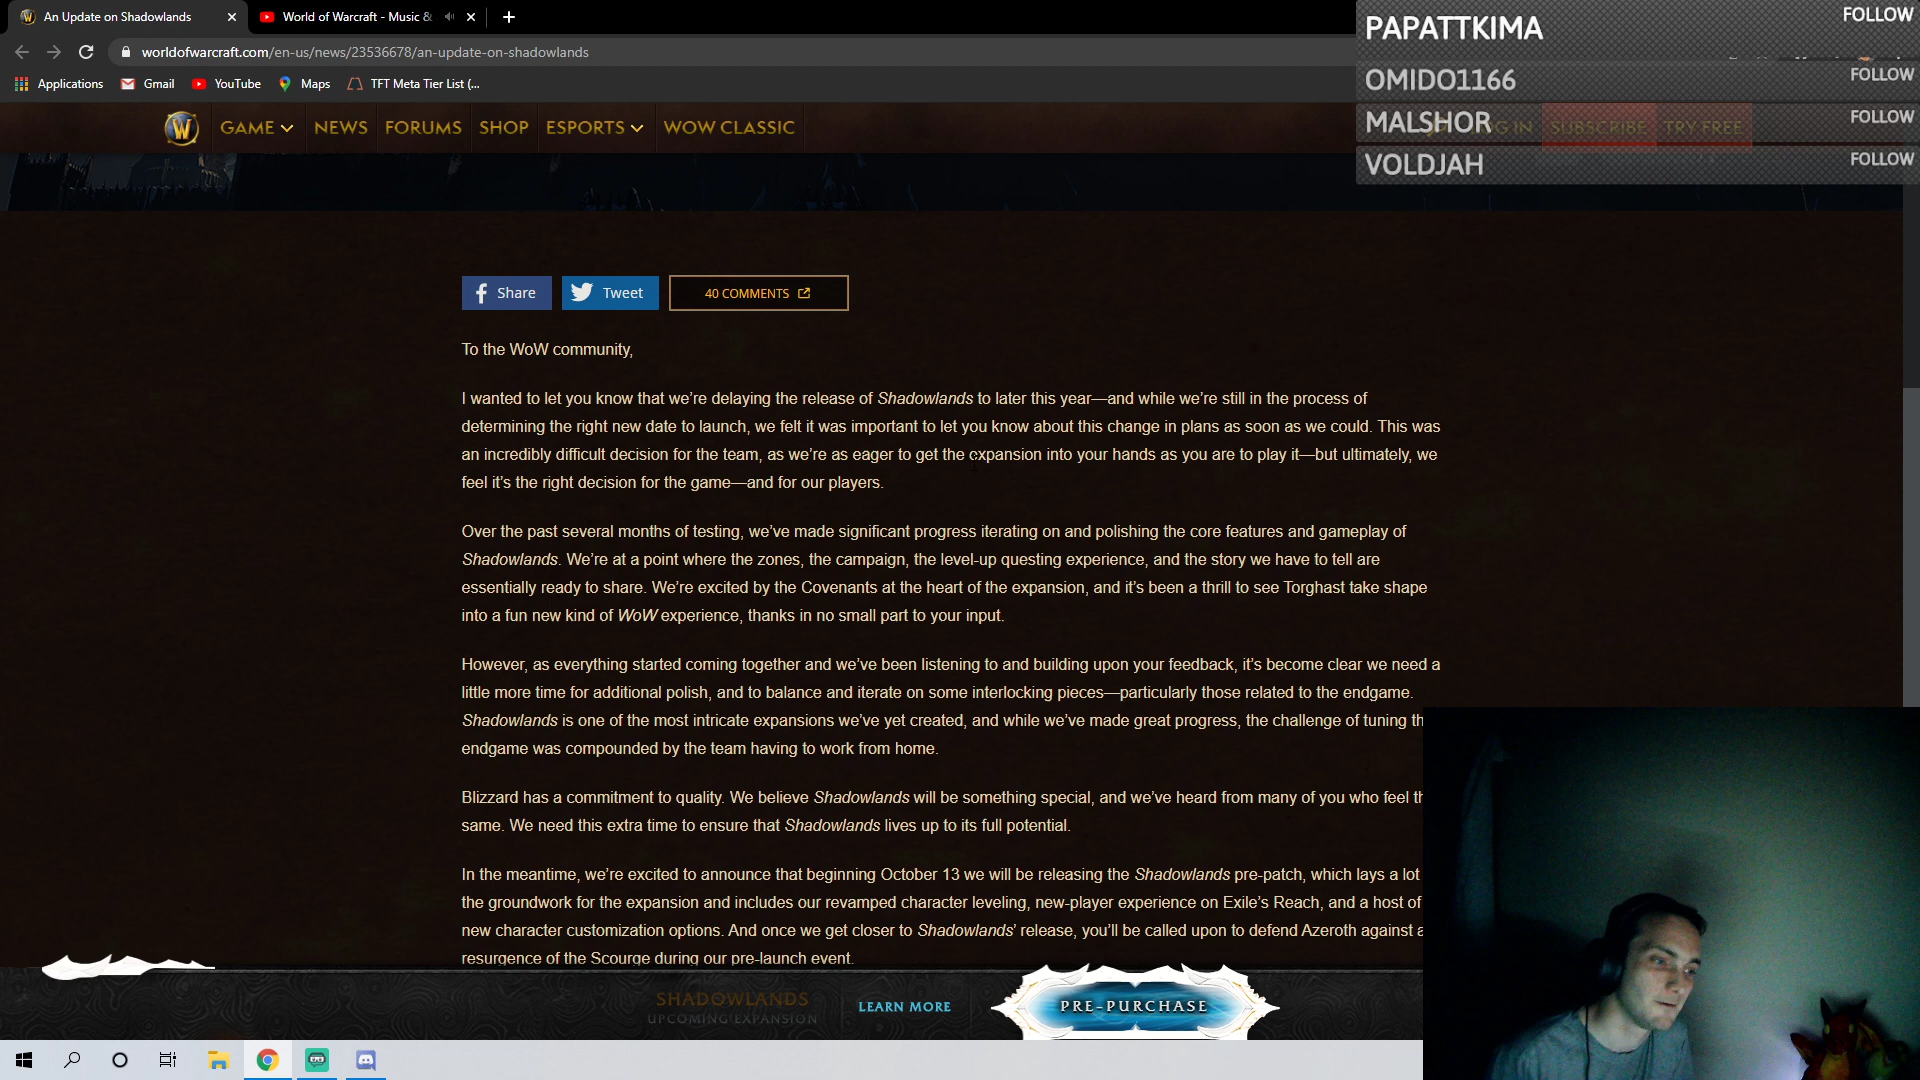 An Update on Shadowlands
World of Warcraft - Music &
worldofwarcraft.com/en-us/news/23536678/an-update-on-shadowlands
Applications
Gmail
YouTube
Maps
TFT Meta Tier List (...
PAPATTKIMA FOLLOW
OMIDO1166 FOLLOW
MALSHOR FOLLOW
VOLDJAH FOLLOW
W GAME NEWS FORUMS SHOP ESPORTS WOW CLASSIC
IN SUBSCRIBE TRY FREE
Share
Tweet
40 COMMENTS
To the WoW community,
I wanted to let you know that we’re delaying the release of Shadowlands to later this year—and while we’re still in the process of
determining the right new date to launch, we felt it was important to let you know about this change in plans as soon as we could. This was
an incredibly difficult decision for the team, as we’re as eager to get the expansion into your hands as you are to play it—but ultimately, we
feel it’s the right decision for the game—and for our players.
Over the past several months of testing, we’ve made significant progress iterating on and polishing the core features and gameplay of
Shadowlands. We’re at a point where the zones, the campaign, the level-up questing experience, and the story we have to tell are
essentially ready to share. We’re excited by the Covenants at the heart of the expansion, and it’s been a thrill to see Torghast take shape
into a fun new kind of WoW experience, thanks in no small part to your input.
However, as everything started coming together and we’ve been listening to and building upon your feedback, it’s become clear we need a
little more time for additional polish, and to balance and iterate on some interlocking pieces—particularly those related to the endgame.
Shadowlands is one of the most intricate expansions we’ve yet created, and while we’ve made great progress, the challenge of tuning th
endgame was compounded by the team having to work from home.
Blizzard has a commitment to quality. We believe Shadowlands will be something special, and we’ve heard from many of you who feel th
same. We need this extra time to ensure that Shadowlands lives up to its full potential.
In the meantime, we’re excited to announce that beginning October 13 we will be releasing the Shadowlands pre-patch, which lays a lot
the groundwork for the expansion and includes our revamped character leveling, new-player experience on Exile’s Reach, and a host of
new character customization options. And once we get closer to Shadowlands’ release, you’ll be called upon to defend Azeroth against a
resurgence of the Scourge during our pre-launch event.
SHADOWLANDS
UPCOMING EXPANSION
LEARN MORE
PRE-PURCHASE